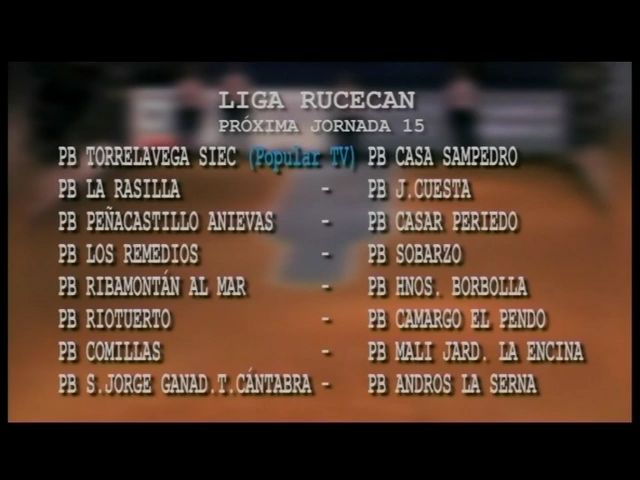 LIGA RUCECAN
PRÓXIMA JORNADA 15
PB TORRELAVEGA SIEC (Popular TV) PB CASA SAMPEDRO
PB LA RASILLA - PB J.CUESTA
PB PEÑACASTILLO ANIEVAS - PB CASAR PERIEDO
PB LOS REMEDIOS - PB SOBARZO
PB RIBAMONTÁN AL MAR - PB HNOS. BORBOLLA
PB RIOTUERTO - PB CAMARGO EL PENDO
PB COMILLAS - PB MALI JARD. LA ENCINA
PB S.JORGE GANAD.T.CÁNTABRA - PB ANDROS LA SERNA